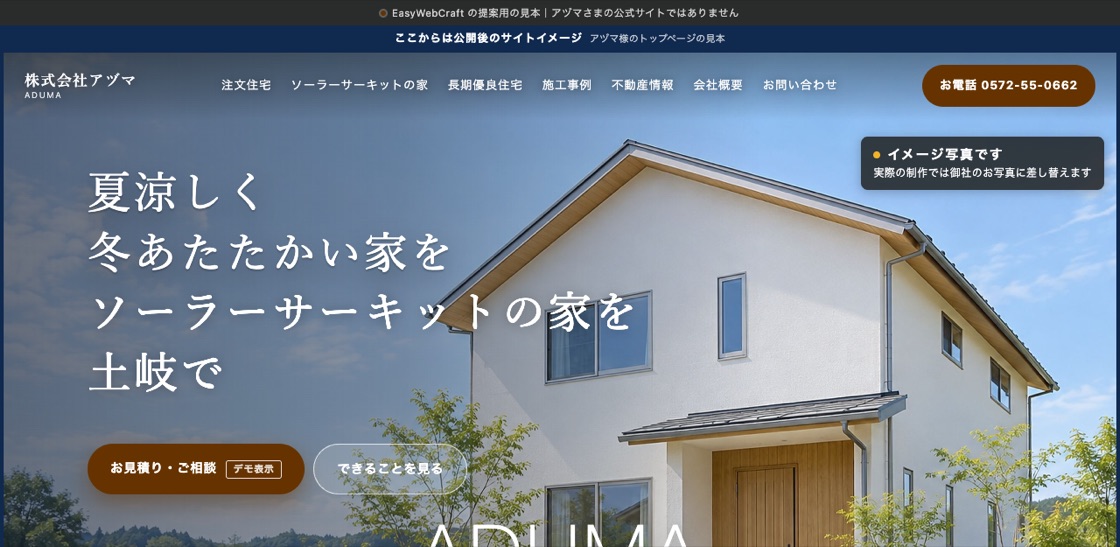 EasyWebCraft の提案用の見本｜アヅマさまの公式サイトではありません
ここからは公開後のサイトイメージ アヅマ様のトップページの見本
株式会社アヅマ
ADUMA
注文住宅 ソーラーサーキットの家 長期優良住宅 施工事例 不動産情報 会社概要 お問い合わせ
お電話 0572-55-0662
イメージ写真です
実際の制作では御社のお写真に差し替えます
夏涼しく
冬あたたかい家を
ソーラーサーキットの家を
土岐で
お見積り・ご相談 デモ表示
できることを見る
ADUMA